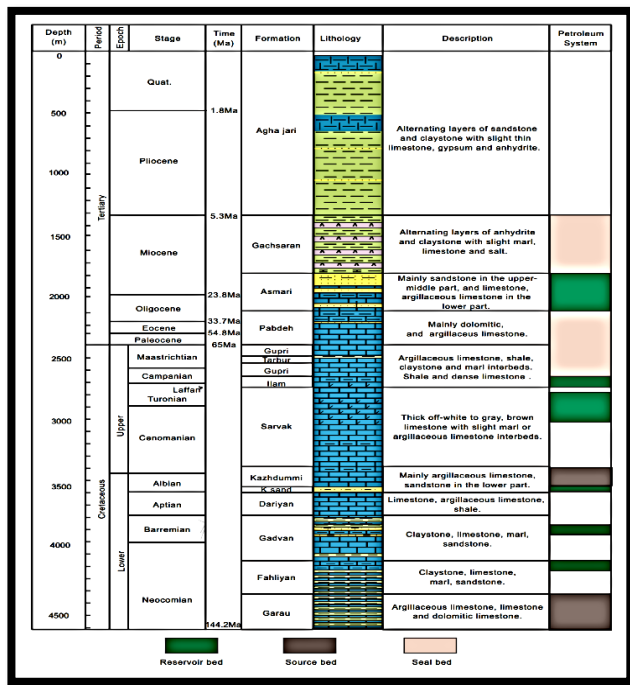 Depth (m) Period Epoch Stage Time (Ma) Formation Lithology Description Petroleum System
0
500
1000
1500
2000
2500
3000
3500
4000
4500
Tertiary
Cretaceous
Upper
Lower
Quat.
Pliocene
Miocene
Oligocene
Eocene
Paleocene
Maastrichtian
Campanian
Laffan
Turonian
Cenomanian
Albian
Aptian
Barremian
Neocomian
1.8Ma
5.3Ma
23.8Ma
33.7Ma
54.8Ma
65Ma
144.2Ma
Agha jari
Gachsaran
Asmari
Pabdeh
Gupri
Tarbur
Gupri
Ilam
Sarvak
Kazhdummi
K.sand
Dariyan
Gadvan
Fahliyan
Garau
Alternating layers of sandstone
and claystone with slight thin
limestone, gypsum and anhydrite.
Alternating layers of anhydrite
and claystone with slight marl,
limestone and salt.
Mainly sandstone in the upper-
middle part, and limestone,
argillaceous limestone in the
lower part.
Mainly dolomitic,
and argillaceus limestone.
Argillaceous limestone, shale,
claystone and marl interbeds.
Shale and dense limestone .
Thick off-white to gray, brown
limestone with slight marl or
argillaceous limestone interbeds.
Mainly argillaceous limestone,
sandstone in the lower part.
Limestone, argillaceous limestone,
shale.
Claystone, limestone, marl,
sandstone.
Claystone, limestone,
marl, sandstone.
Argillaceous limestone, limestone
and dolomitic limestone.
Reservoir bed Source bed Seal bed